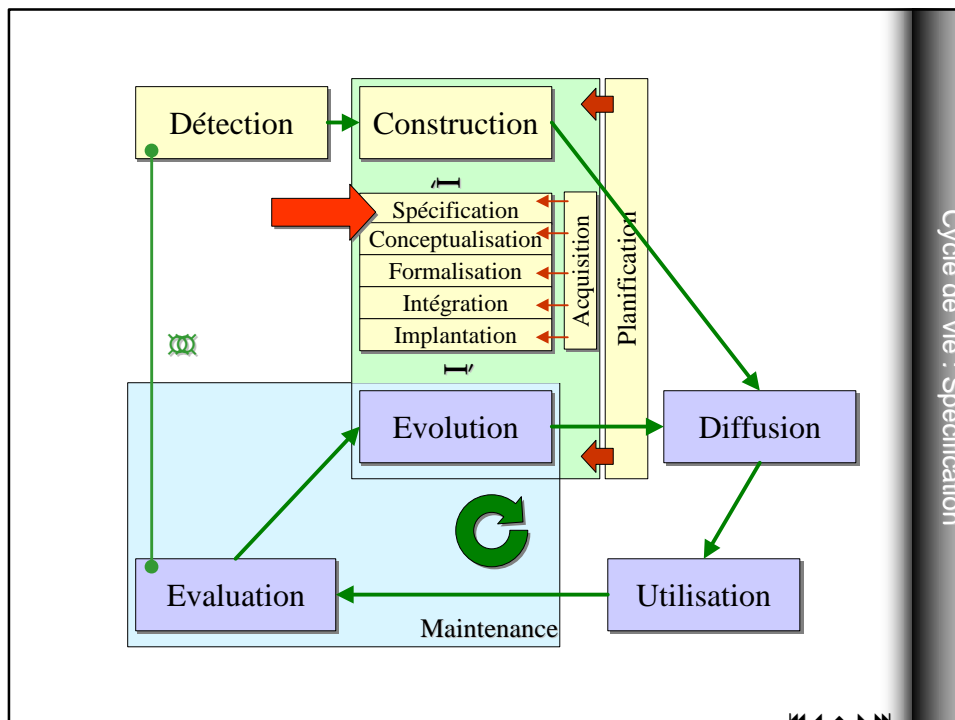 Détection
Construction
Spécification
Conceptualisation
Formalisation
Intégration
Implantation
Acquisition
Planification
Evolution
Diffusion
Evaluation
Utilisation
Maintenance
Cycle de vie : Spécification